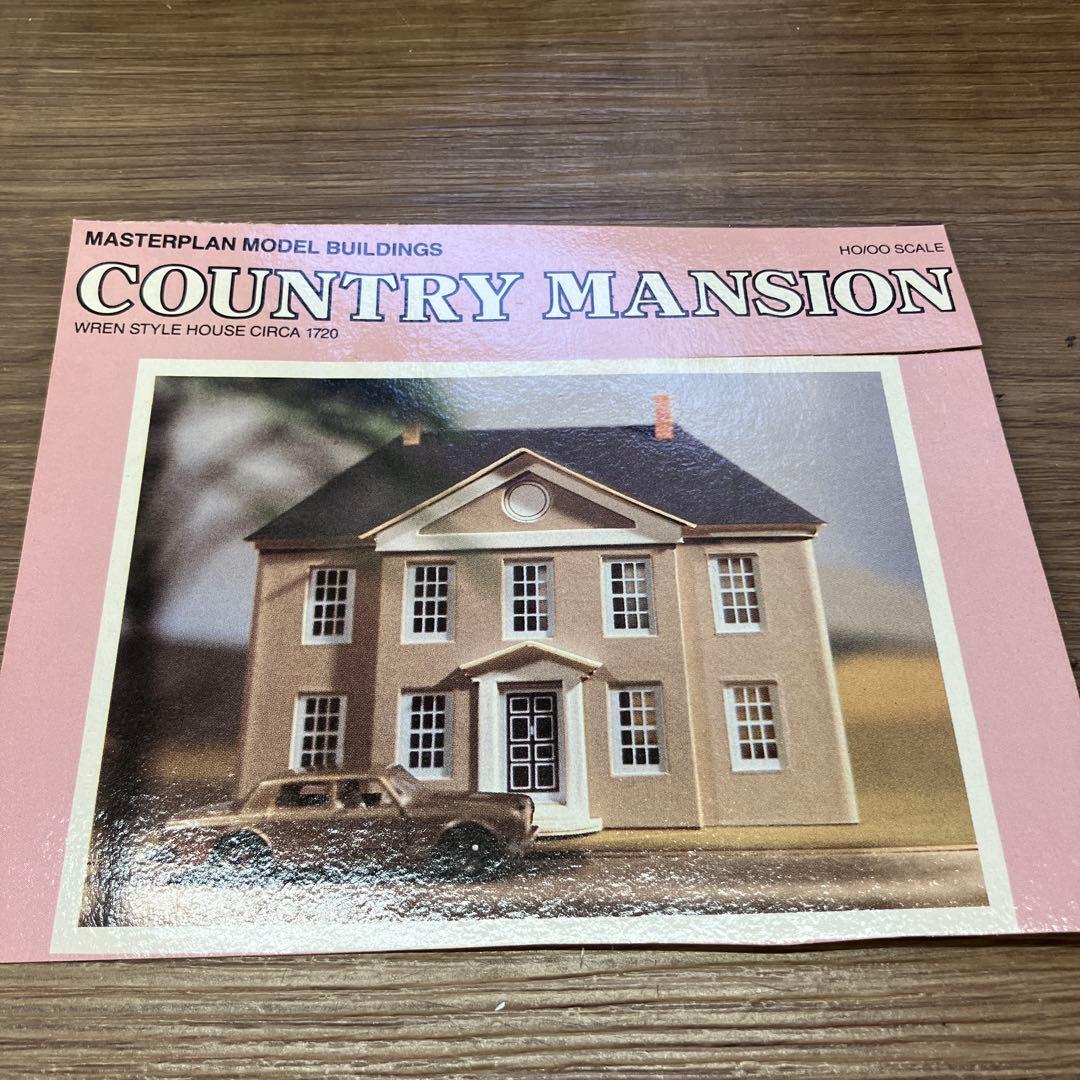 MASTERPLAN MODEL BUILDINGS
HO/OO SCALE
COUNTRY MANSION
WREN STYLE HOUSE CIRCA 1720